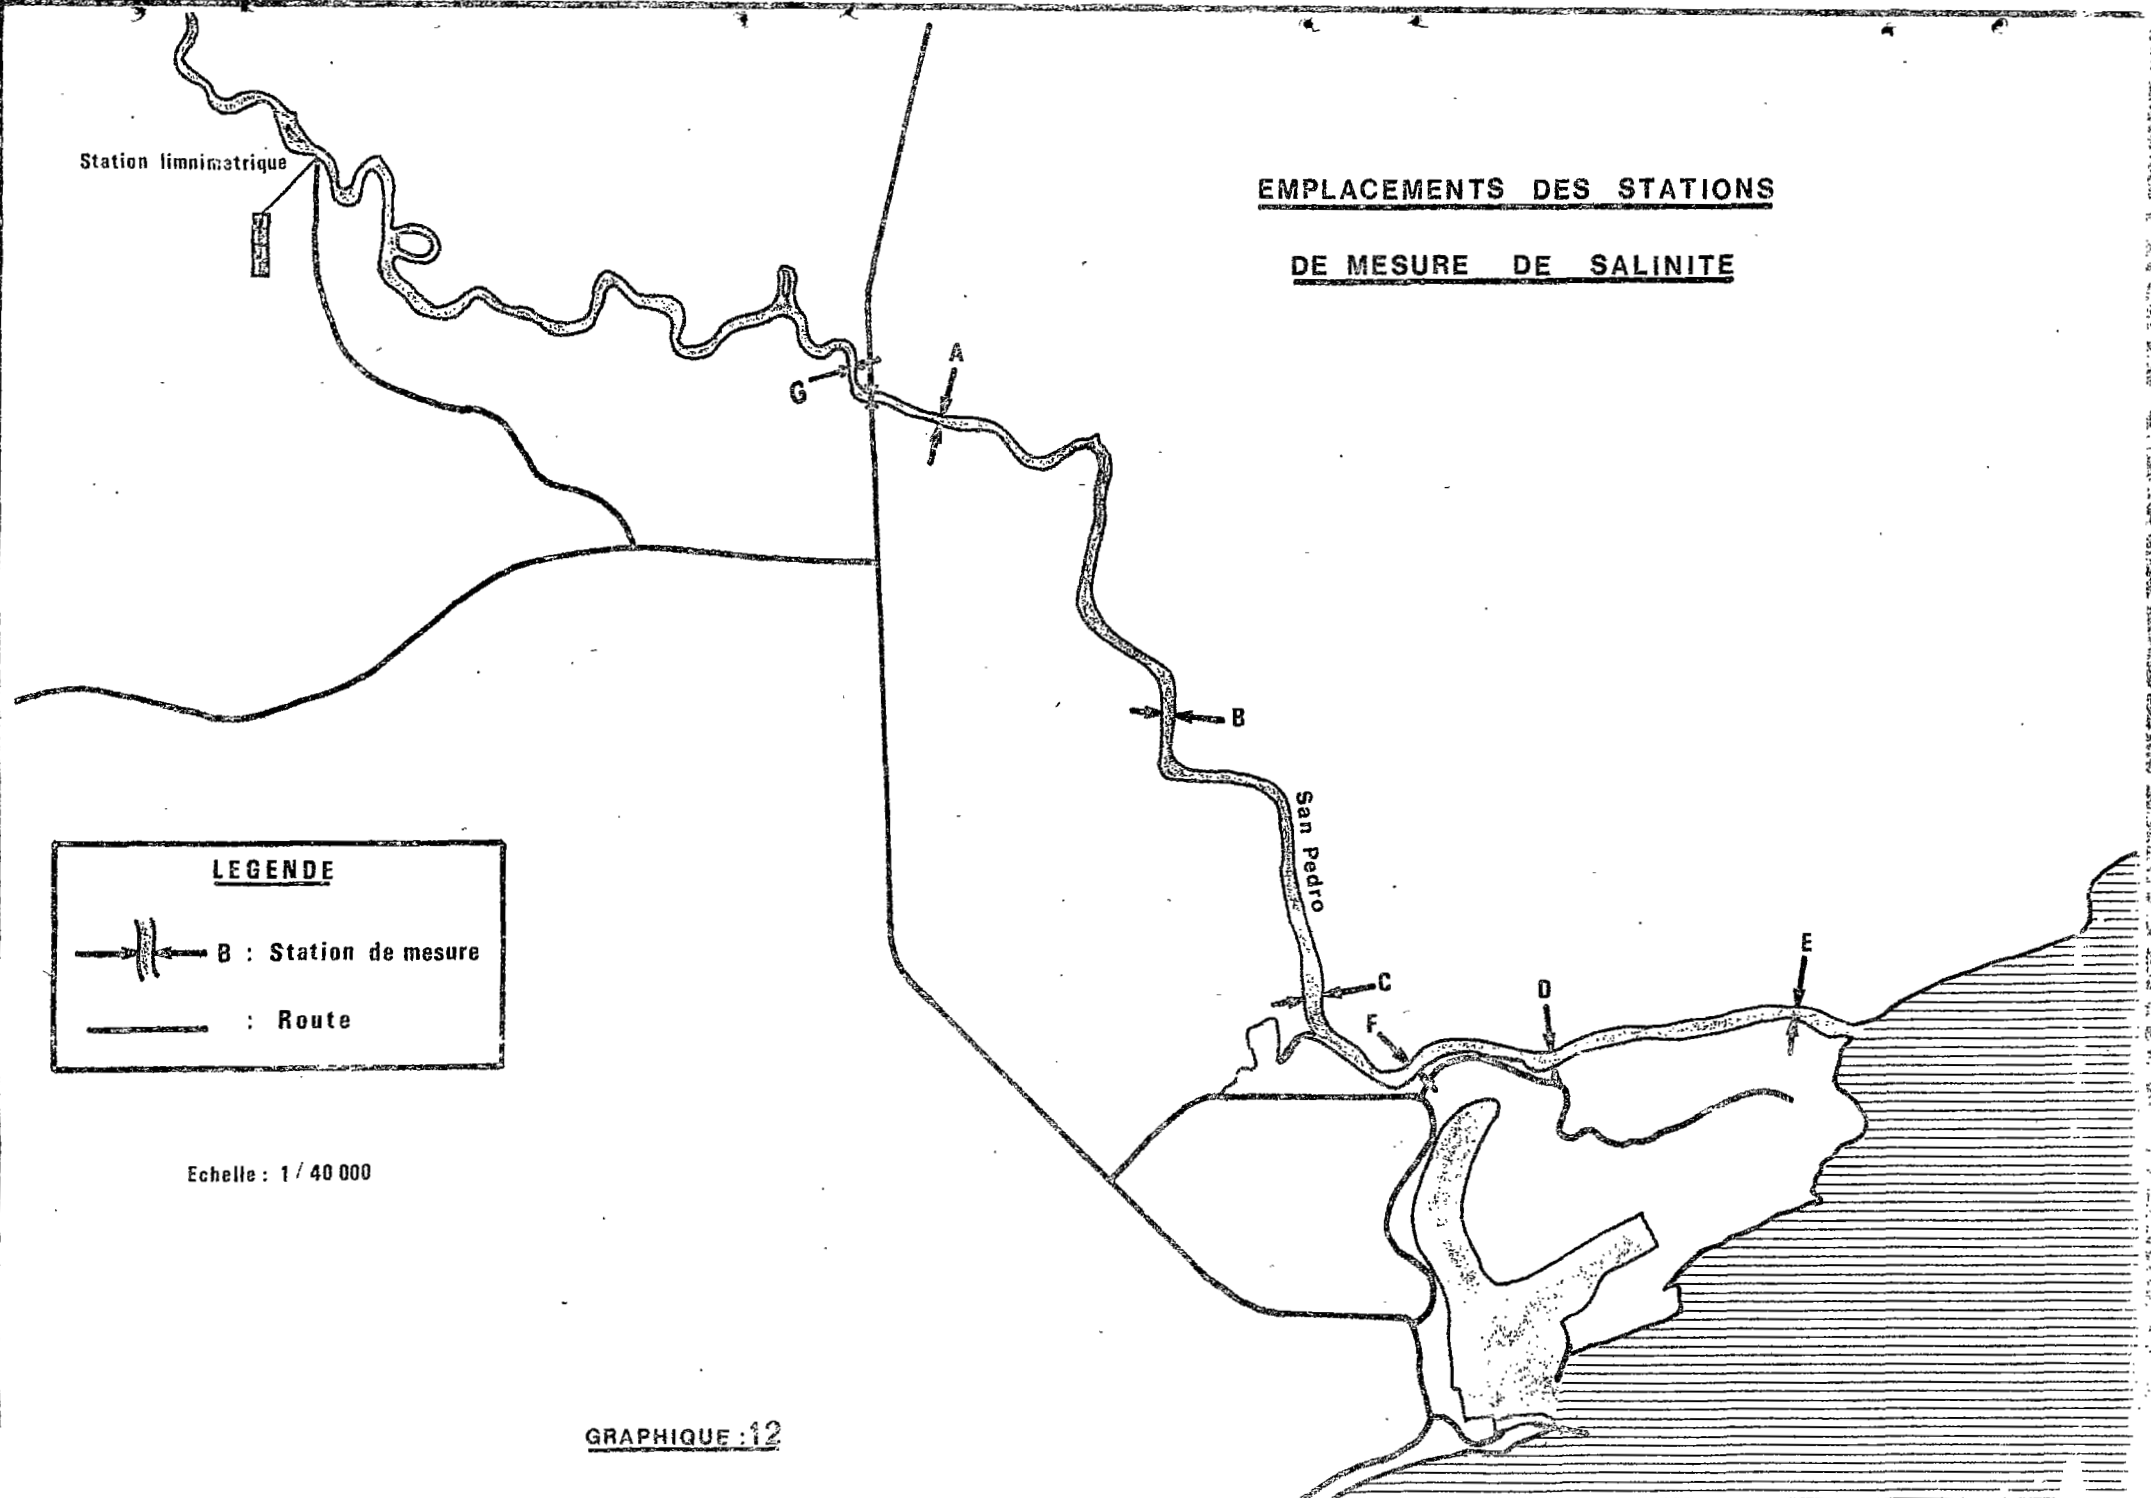 EMPLACEMENTS DES STATIONS
DE MESURE DE SALINITE
Station limnimetrique
G
A
B
San Pedro
C
F
D
E
LEGENDE
B : Station de mesure
: Route
Echelle : 1 / 40 000
GRAPHIQUE : 12